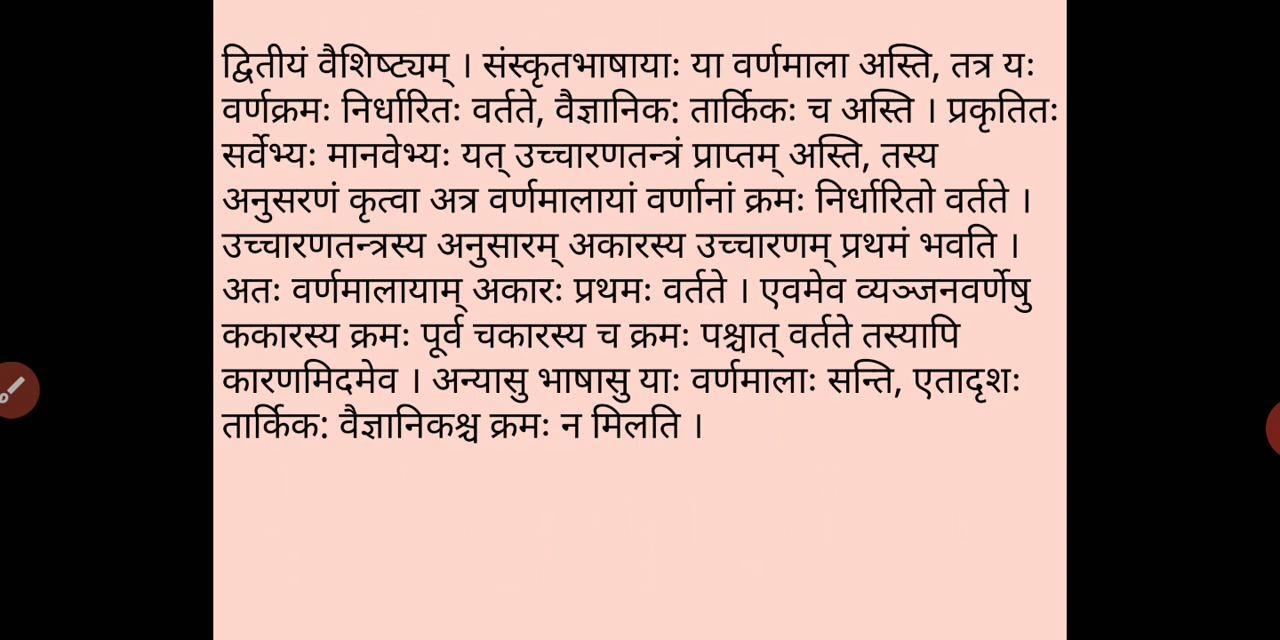 द्वितीयं वैशिष्ट्यम् । संस्कृतभाषायाः या वर्णमाला अस्ति, तत्र यः
वर्णक्रमः निर्धारितः वर्तते, वैज्ञानिक: तार्किकः च अस्ति । प्रकृतितः
सर्वेभ्यः मानवेभ्यः यत् उच्चारणतन्त्रं प्राप्तम् अस्ति, तस्य
अनुसरणं कृत्वा अत्र वर्णमालायां वर्णानां क्रमः निर्धारितो वर्तते ।
उच्चारणतन्त्रस्य अनुसारम् अकारस्य उच्चारणम् प्रथमं भवति ।
अतः वर्णमालायाम् अकारः प्रथमः वर्तते । एवमेव व्यञ्जनवर्णेषु
ककारस्य क्रमः पूर्व चकारस्य च क्रमः पश्चात् वर्तते तस्यापि
कारणमिदमेव । अन्यासु भाषासु याः वर्णमालाः सन्ति, एतादृशः
तार्किक: वैज्ञानिकश्च क्रमः न मिलति ।